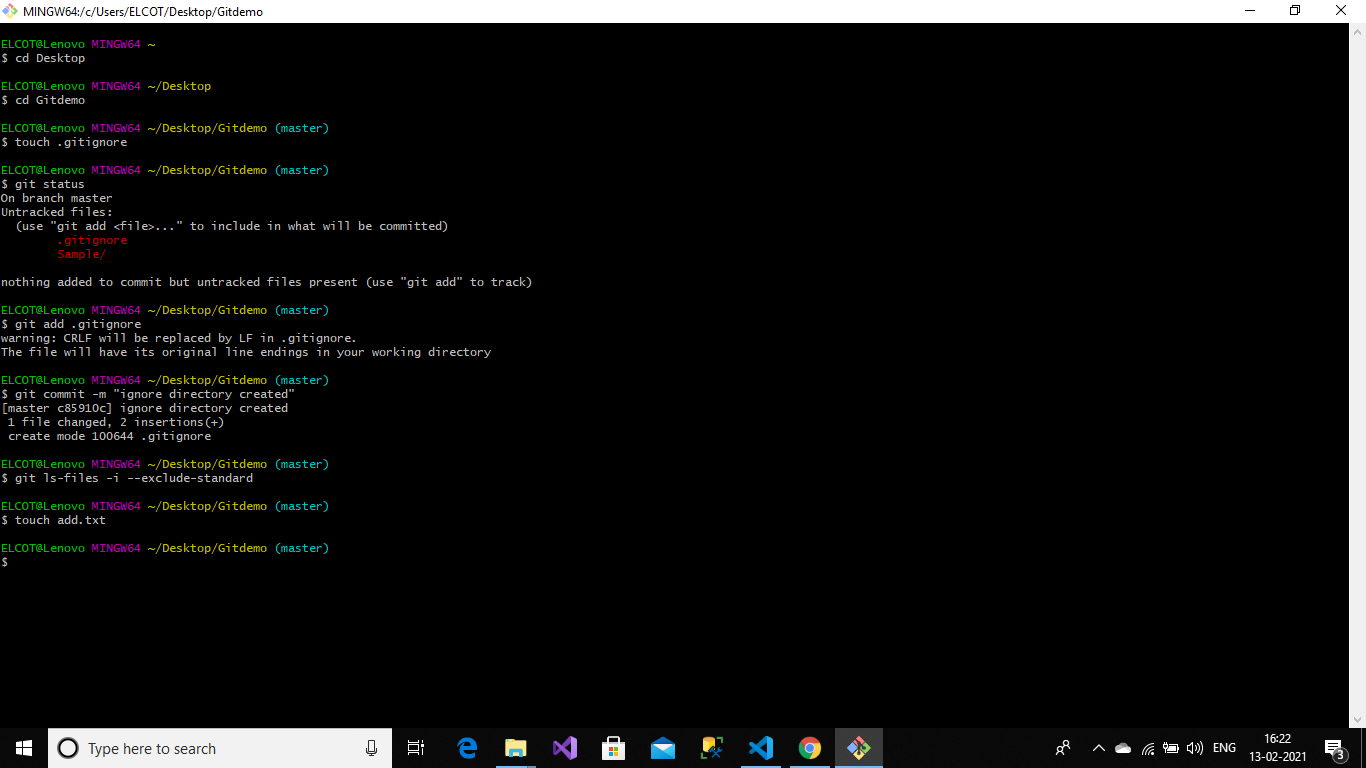 MINGW64:/c/Users/ELCOT/Desktop/Gitdemo
ELCOT@Lenovo MINGW64 ~
$ cd Desktop
ELCOT@Lenovo MINGW64 ~/Desktop
$ cd Gitdemo
ELCOT@Lenovo MINGW64 ~/Desktop/Gitdemo (master)
$ touch .gitignore
ELCOT@Lenovo MINGW64 ~/Desktop/Gitdemo (master)
$ git status
On branch master
Untracked files:
  (use "git add <file>..." to include in what will be committed)
        .gitignore
        Sample/
nothing added to commit but untracked files present (use "git add" to track)
ELCOT@Lenovo MINGW64 ~/Desktop/Gitdemo (master)
$ git add .gitignore
warning: CRLF will be replaced by LF in .gitignore.
The file will have its original line endings in your working directory
ELCOT@Lenovo MINGW64 ~/Desktop/Gitdemo (master)
$ git commit -m "ignore directory created"
[master c85910c] ignore directory created
 1 file changed, 2 insertions(+)
 create mode 100644 .gitignore
ELCOT@Lenovo MINGW64 ~/Desktop/Gitdemo (master)
$ git ls-files -i --exclude-standard
ELCOT@Lenovo MINGW64 ~/Desktop/Gitdemo (master)
$ touch add.txt
ELCOT@Lenovo MINGW64 ~/Desktop/Gitdemo (master)
$
Type here to search
ENG
16:22
13-02-2021
3